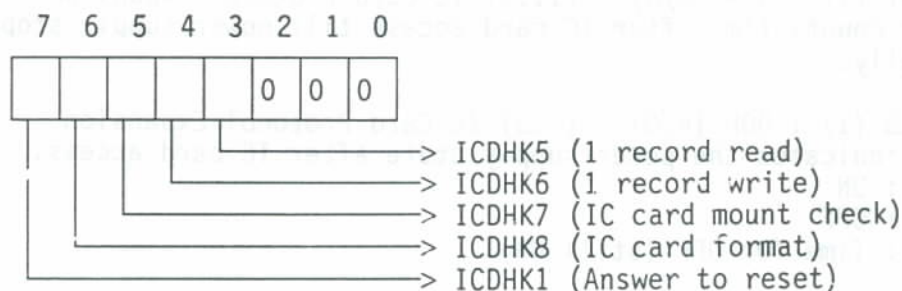 7 6 5 4 3 2 1 0
0 0 0
ICDHK5 (1 record read)
ICDHK6 (1 record write)
ICDHK7 (IC card mount check)
ICDHK8 (IC card format)
ICDHK1 (Answer to reset)